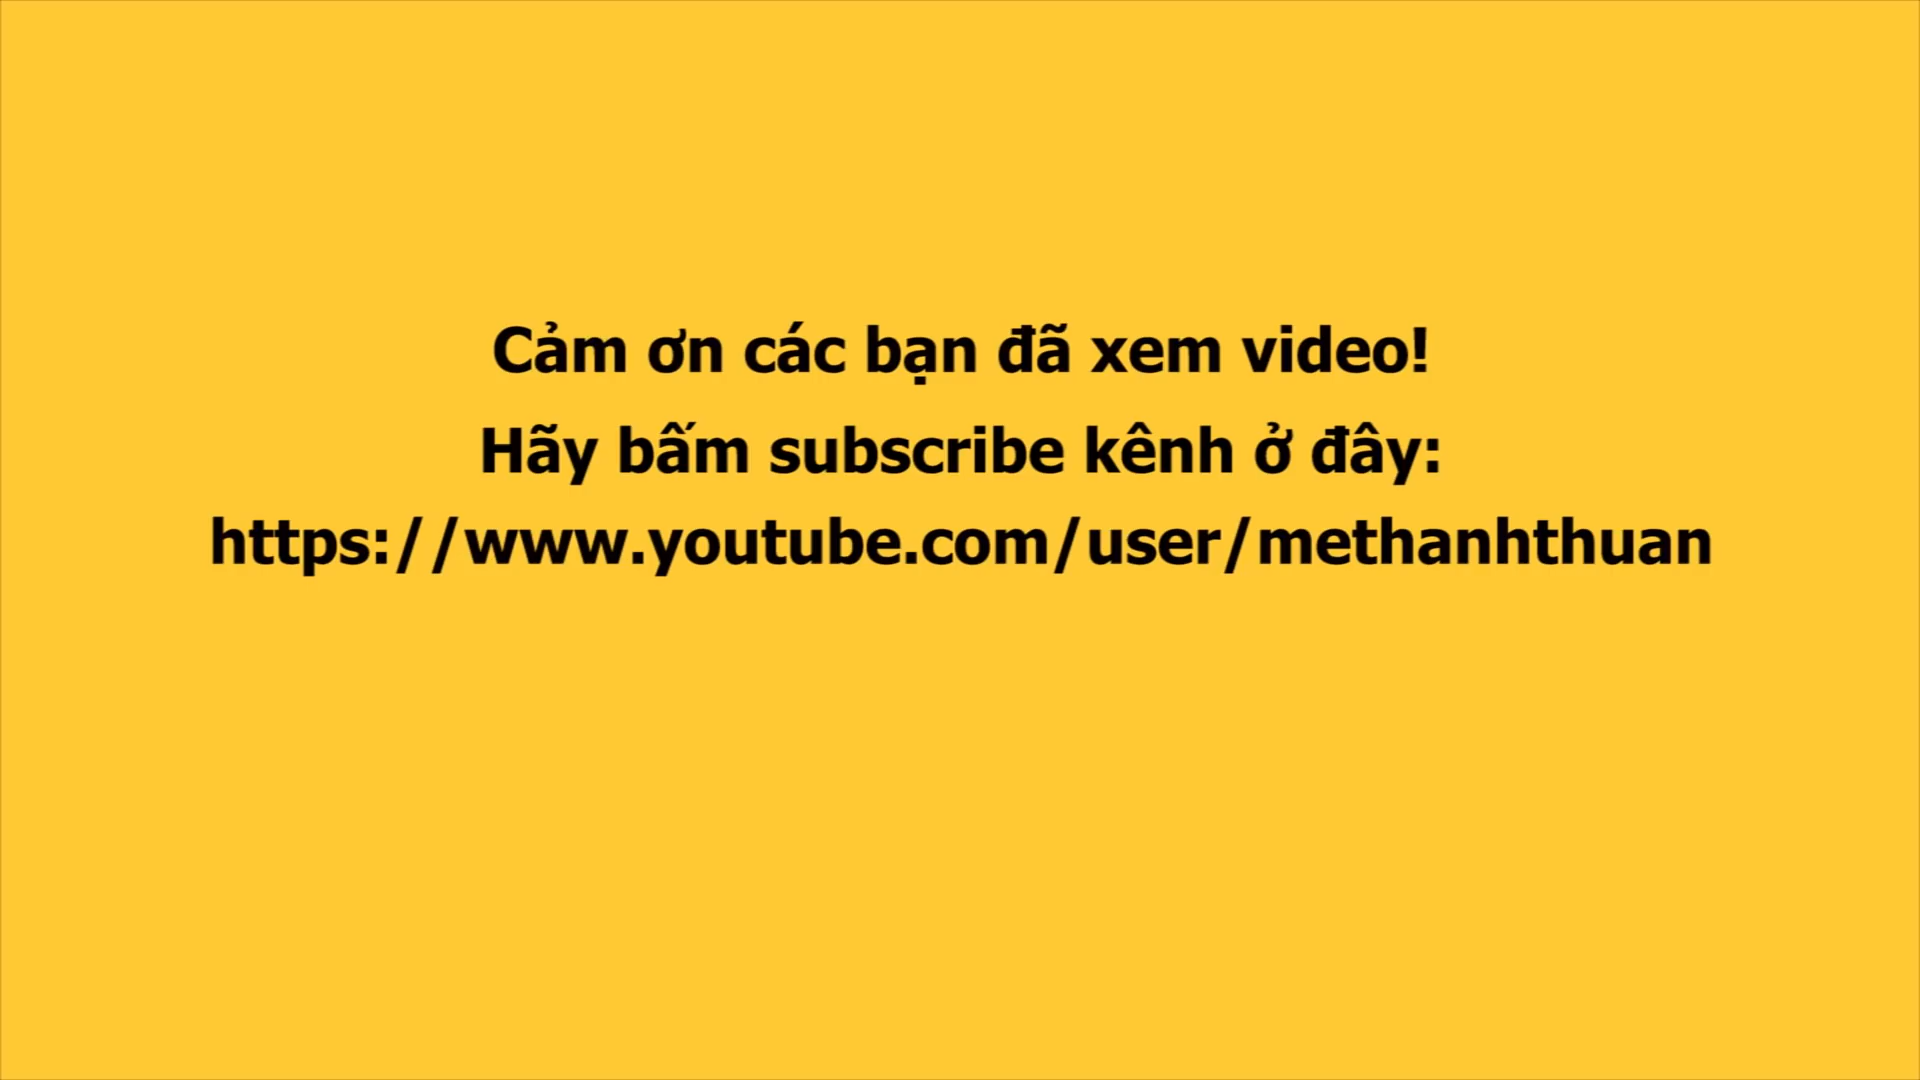 Cảm ơn các bạn đã xem video!
Hãy bấm subscribe kênh ở đây:
https://www.youtube.com/user/methanhthuan